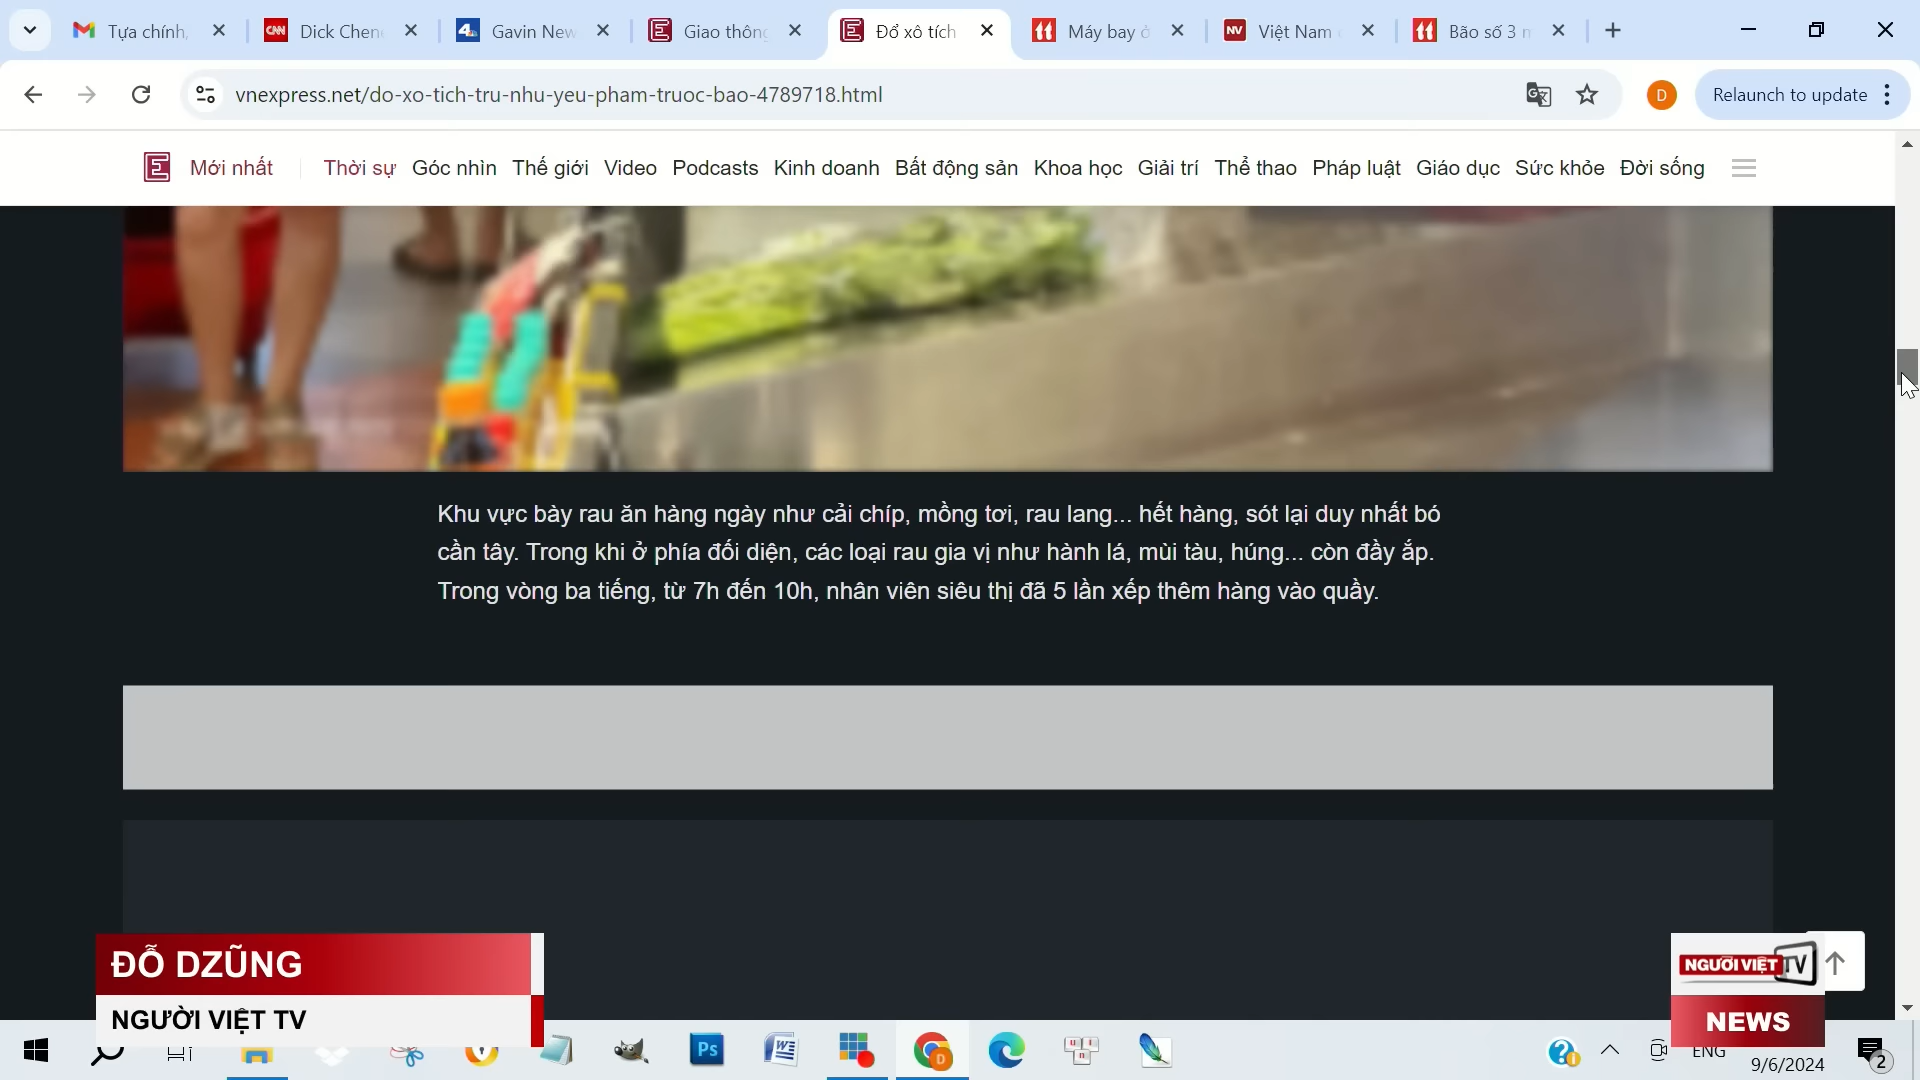 Tựa chính,
Dick Chen
Gavin New
Giao thông
Đổ xô tích
Máy bay
Việt Nam
Bão số 3
vnexpress.net/do-xo-tich-tru-nhu-yeu-pham-truoc-bao-4789718.html
D
Relaunch to update
Mới nhất
Thời sự Góc nhìn Thế giới Video Podcasts Kinh doanh Bất động sản Khoa học Giải trí Thể thao Pháp luật Giáo dục Sức khỏe Đời sống
Khu vực bày rau ăn hàng ngày như cải chíp, mồng tơi, rau lang... hết hàng, sót lại duy nhất bó
cần tây. Trong khi ở phía đối diện, các loại rau gia vị như hành lá, mùi tàu, húng... còn đầy ắp.
Trong vòng ba tiếng, từ 7h đến 10h, nhân viên siêu thị đã 5 lần xếp thêm hàng vào quầy.
ĐỖ DZŨNG
NGƯỜI VIỆT TV
NGƯỜI VIỆT TV
NEWS
Ps
ENG
9/6/2024
2